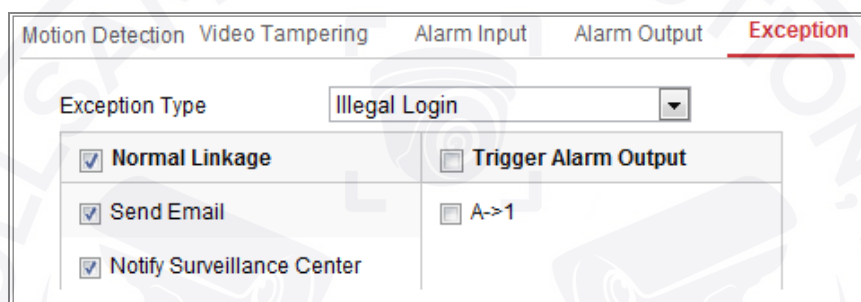 Motion Detection Video Tampering Alarm Input Alarm Output Exception
Exception Type Illegal Login
Normal Linkage Trigger Alarm Output
Send Email A->1
Notify Surveillance Center